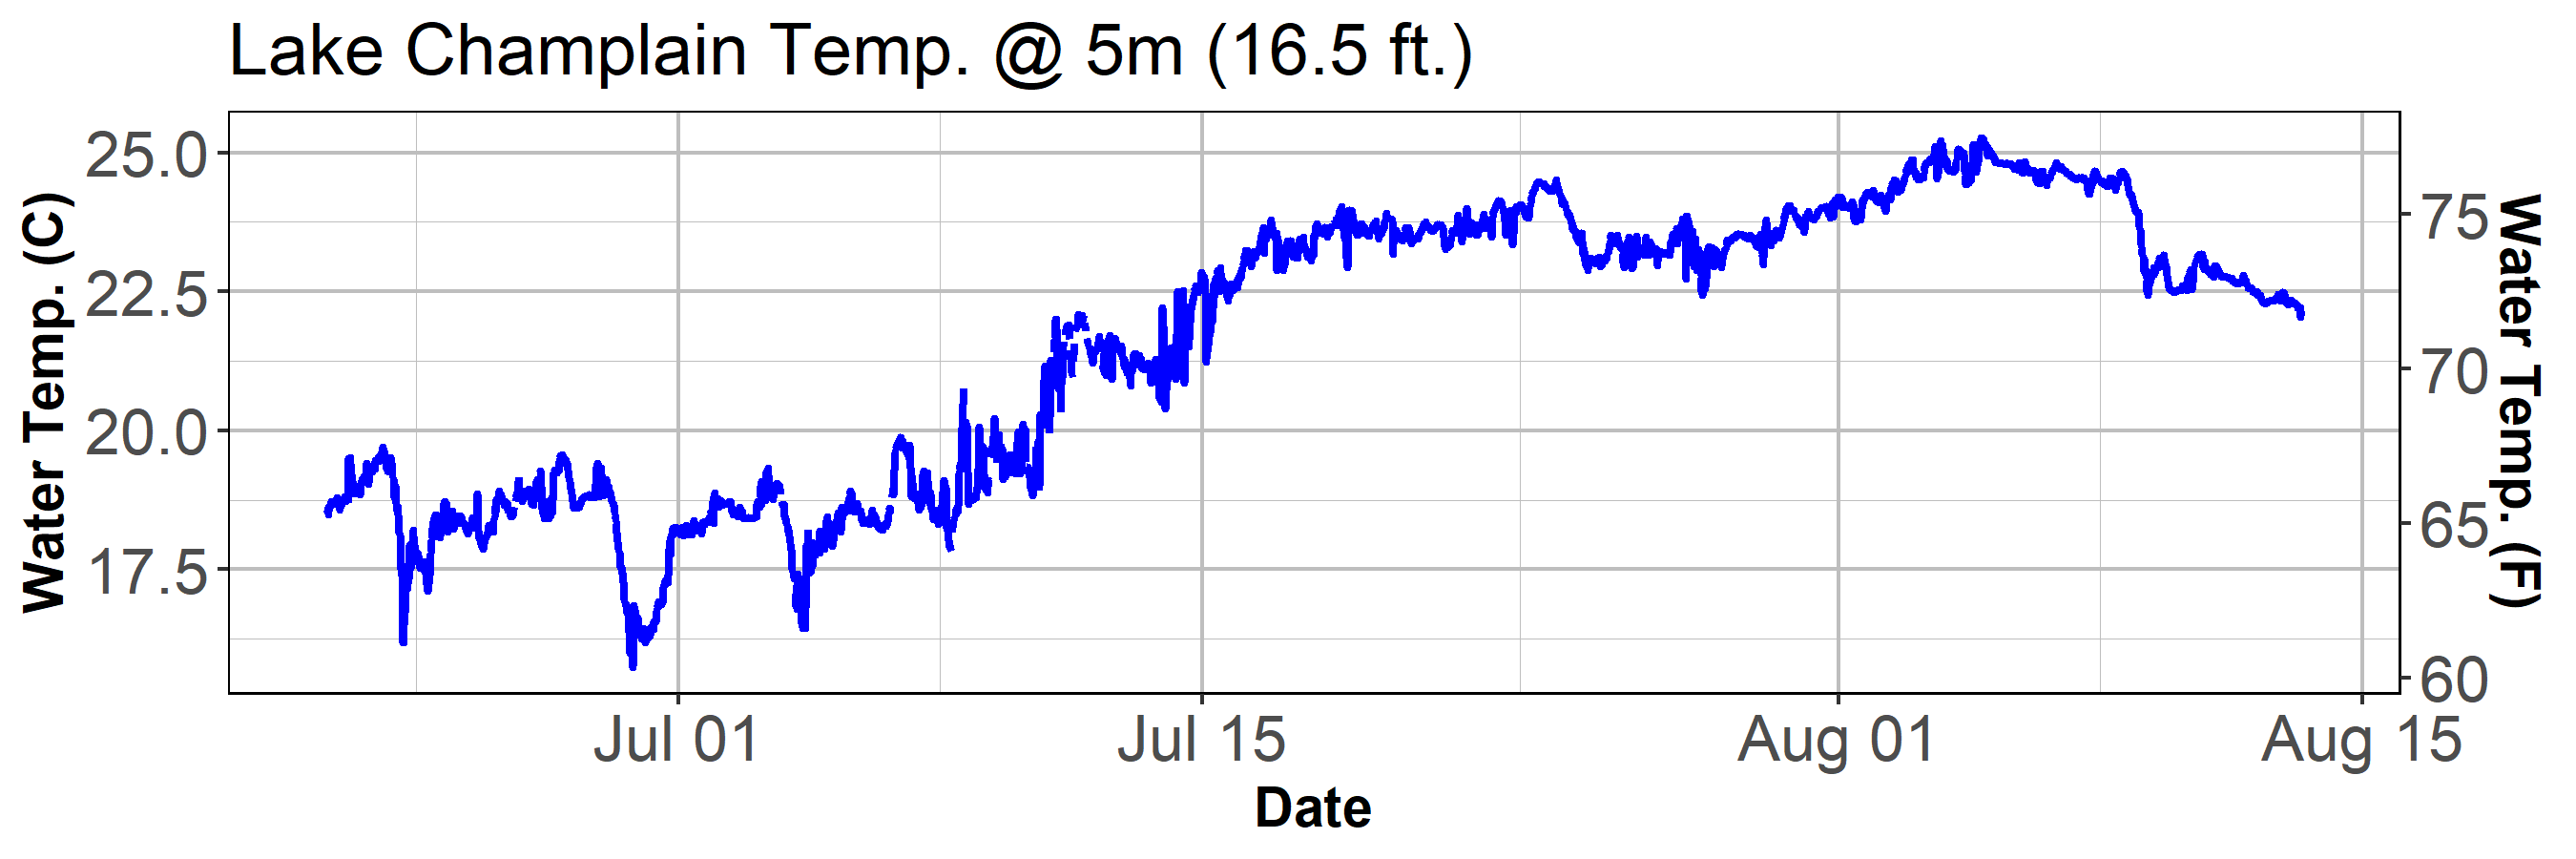 Lake Champlain Temp. @ 5m (16.5 ft.)
Water Temp. (C)
25.0
22.5
20.0
17.5
75
70
65
60
Water Temp. (F)
Jul 01
Jul 15
Aug 01
Aug 15
Date